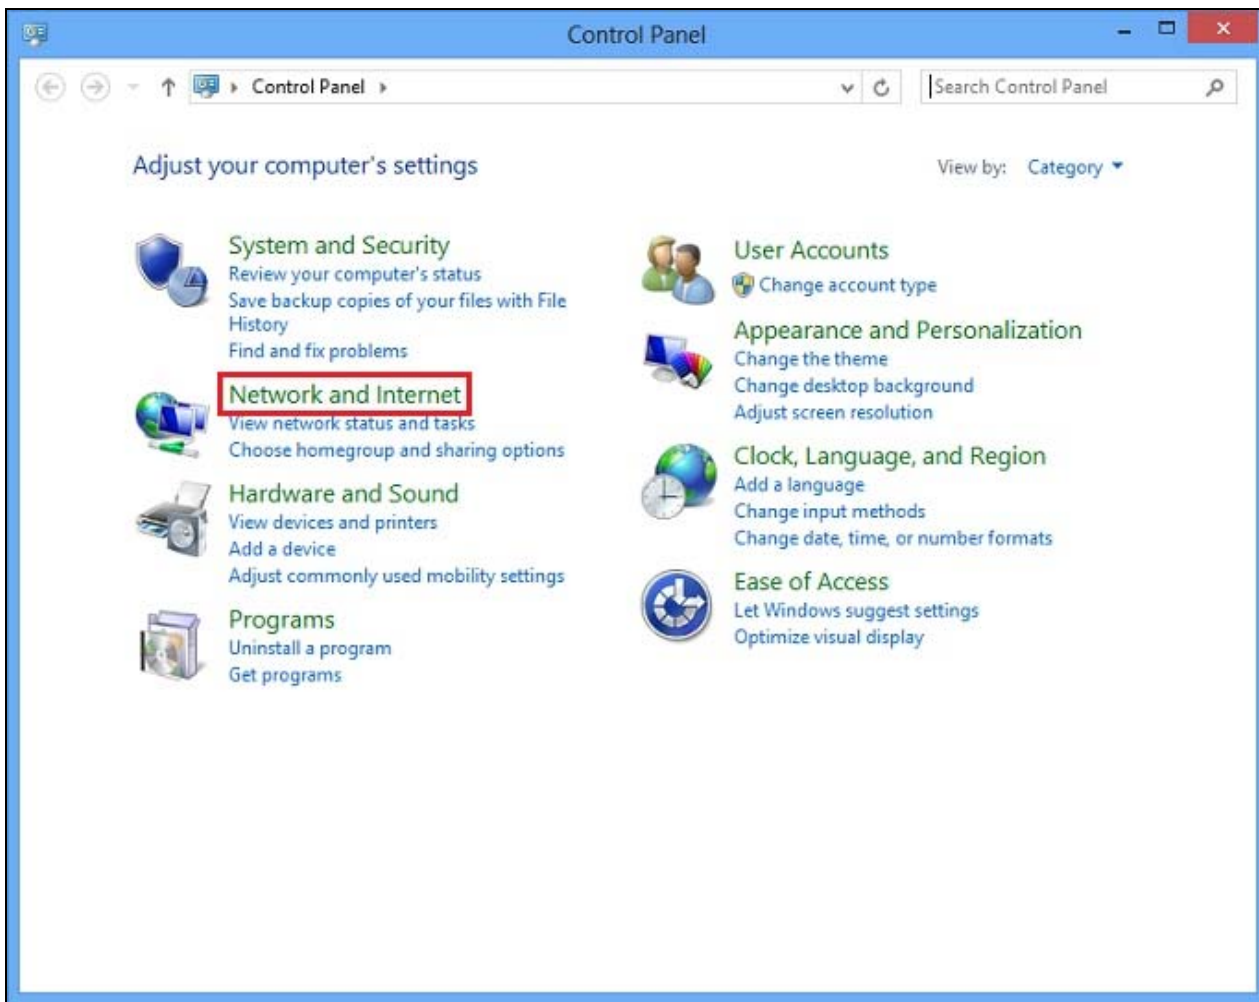 Control Panel
Control Panel
Search Control Panel
Adjust your computer's settings
View by: Category
System and Security
Review your computer's status
Save backup copies of your files with File
History
Find and fix problems
Network and Internet
View network status and tasks
Choose homegroup and sharing options
Hardware and Sound
View devices and printers
Add a device
Adjust commonly used mobility settings
Programs
Uninstall a program
Get programs
User Accounts
Change account type
Appearance and Personalization
Change the theme
Change desktop background
Adjust screen resolution
Clock, Language, and Region
Add a language
Change input methods
Change date, time, or number formats
Ease of Access
Let Windows suggest settings
Optimize visual display